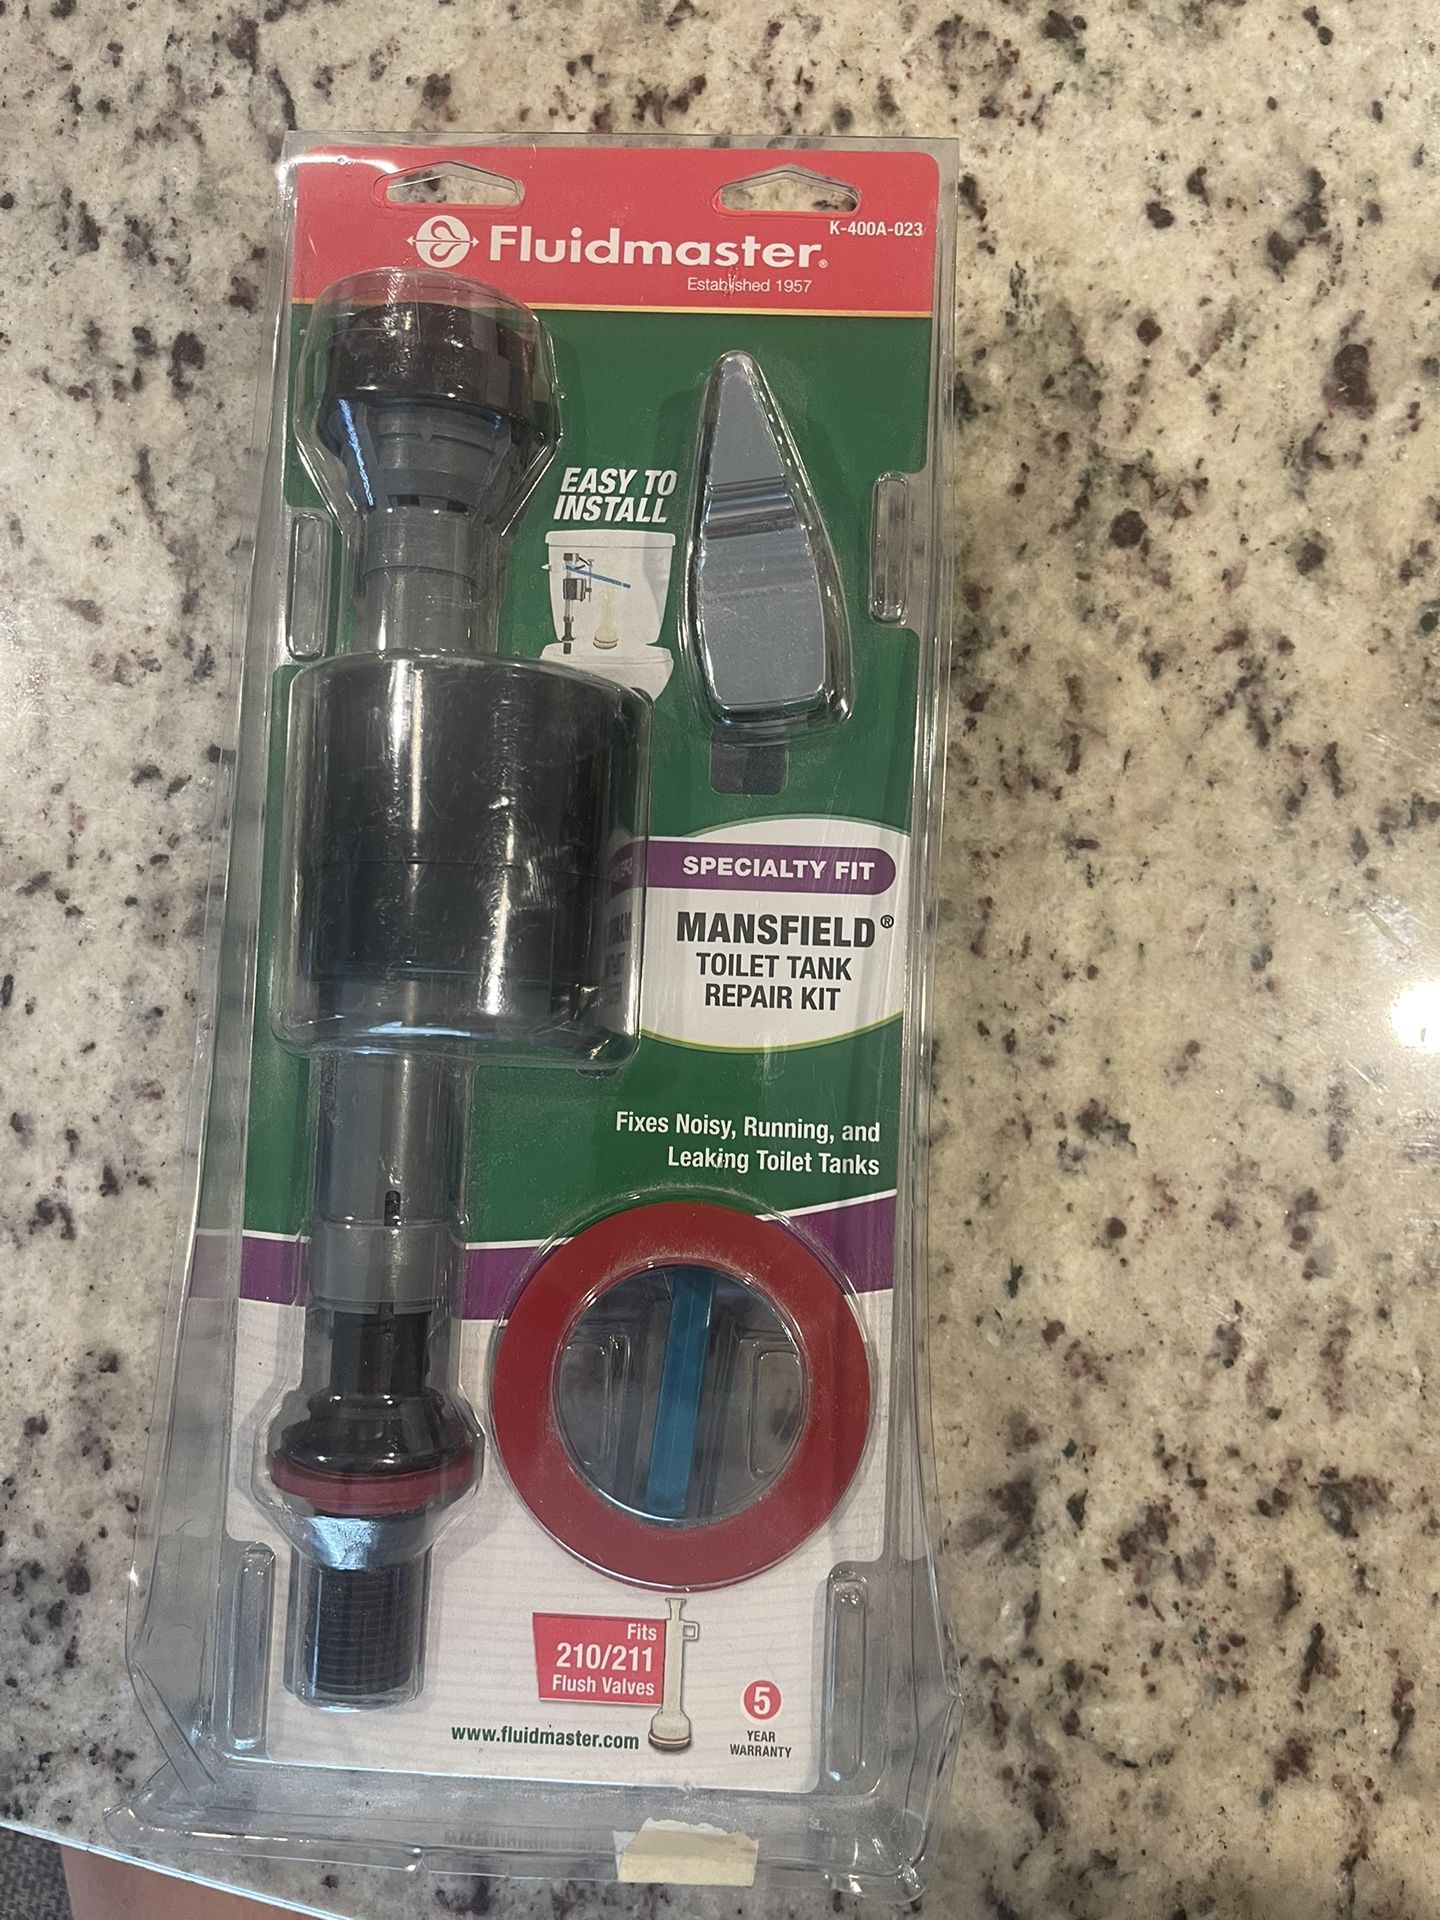 K-400A-023
Fluidmaster®
Established 1957
EASY TO
INSTALL
SPECIALTY FIT
MANSFIELD®
TOILET TANK
REPAIR KIT
Fixes Noisy, Running, and
Leaking Toilet Tanks
Fits
210/211
Flush Valves
www.fluidmaster.com
5
YEAR
WARRANTY